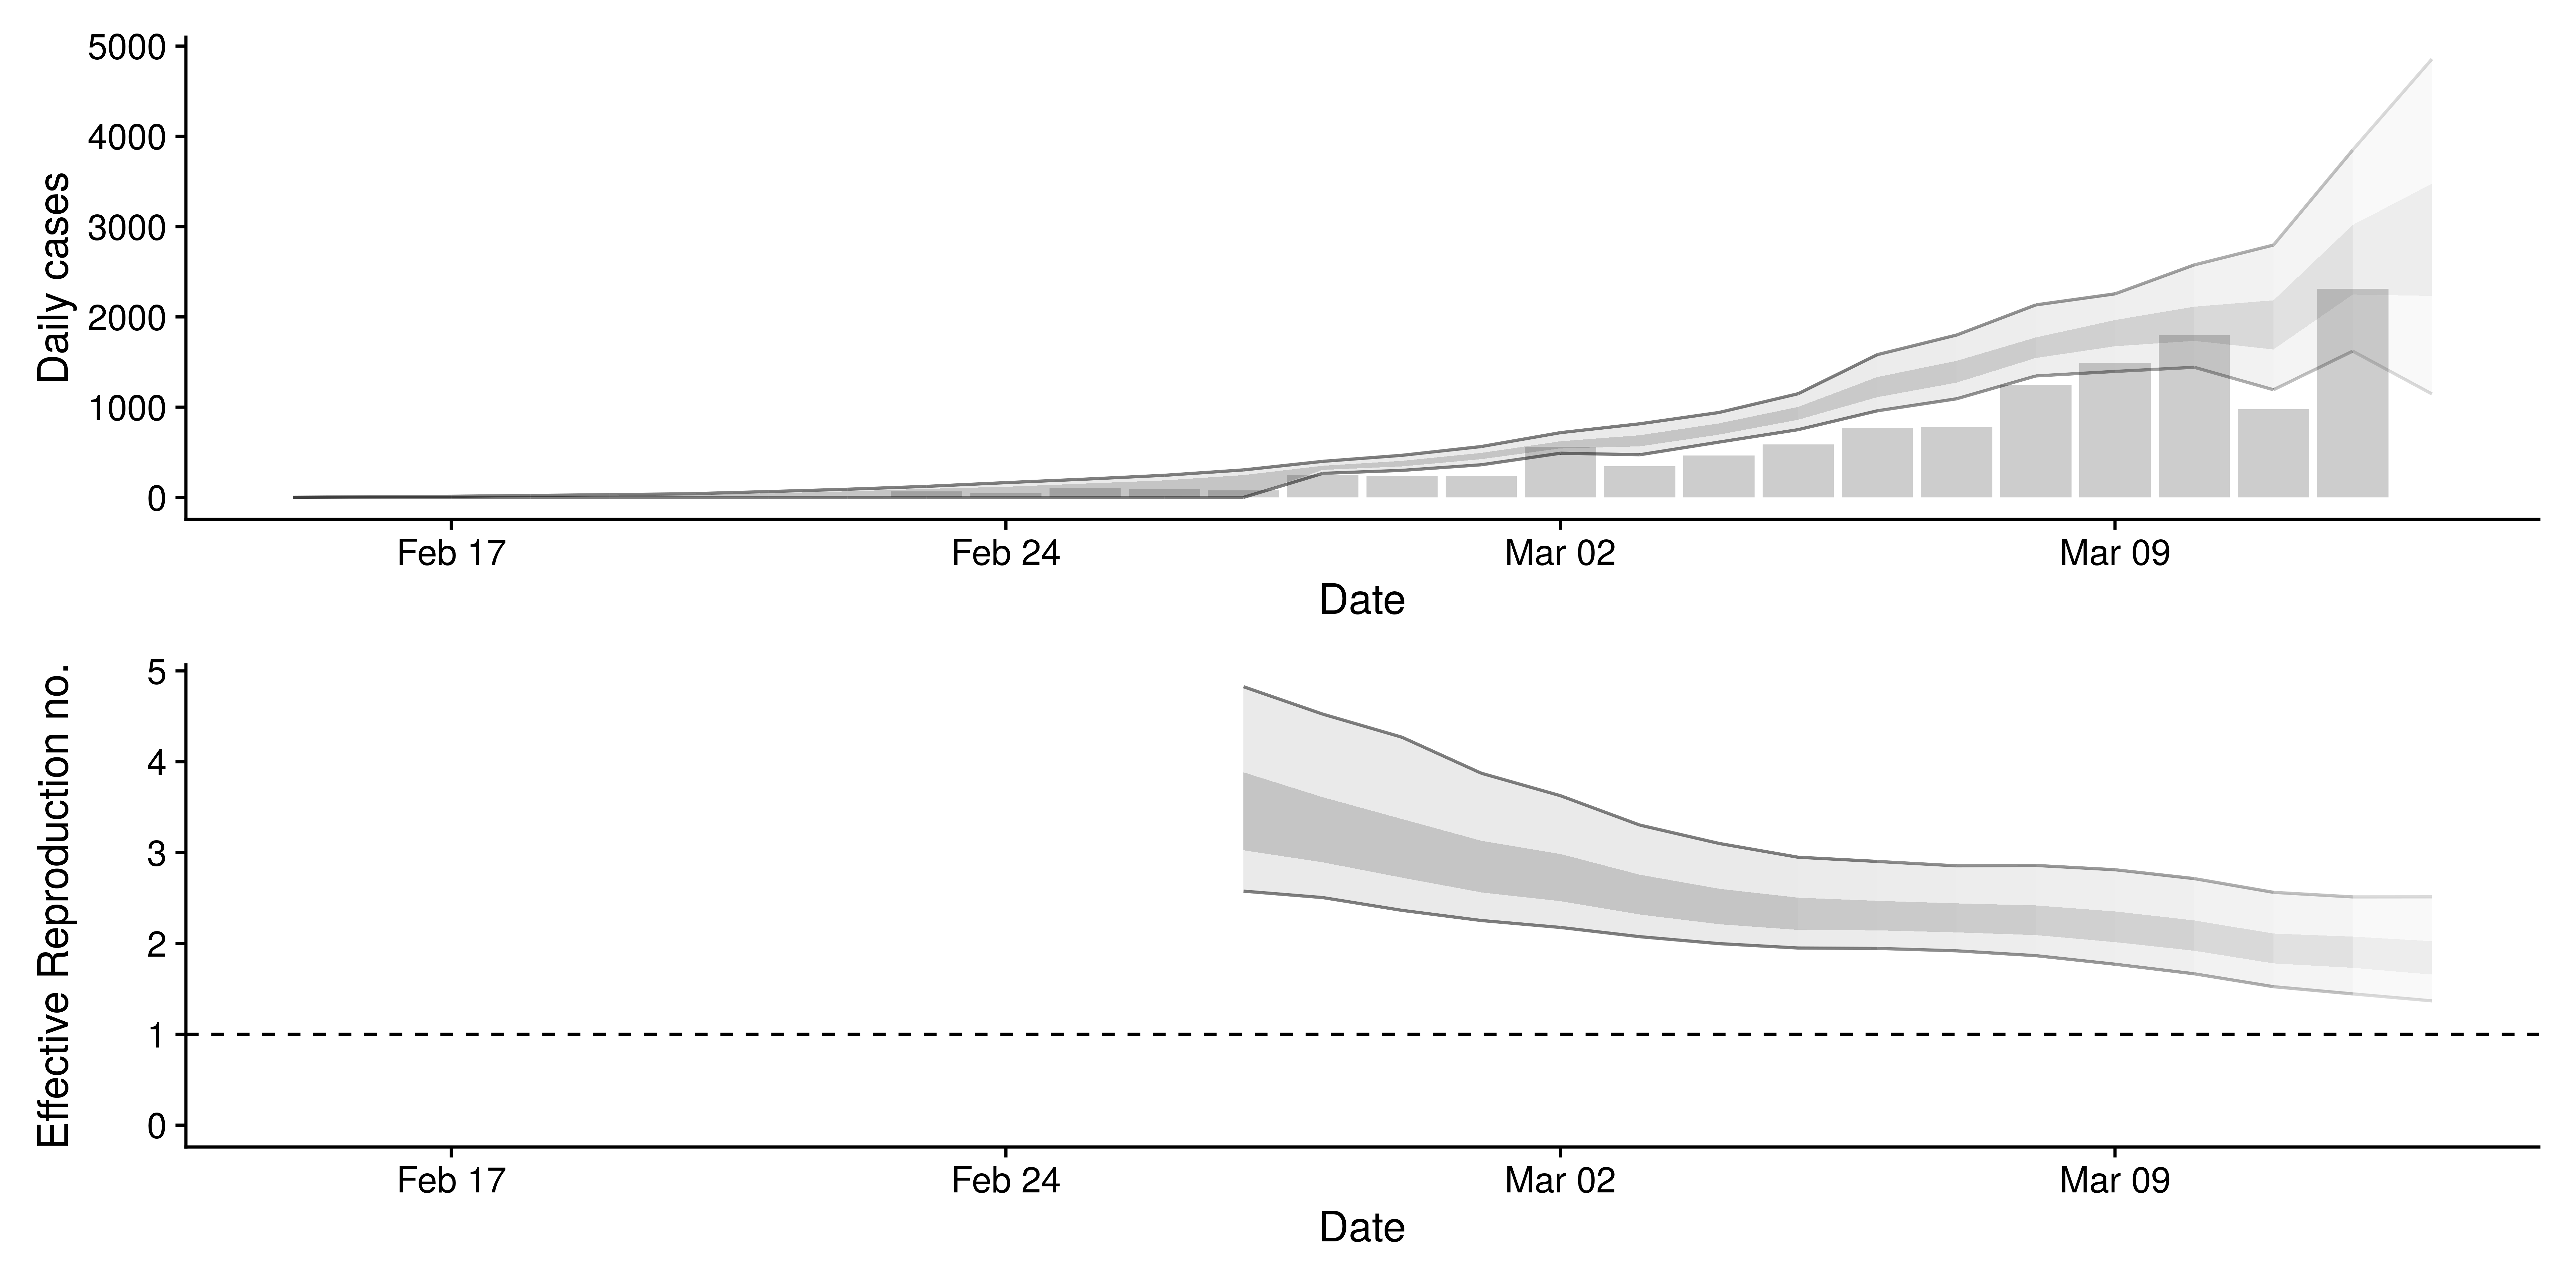 Daily cases
5000
4000
3000
2000
1000
0
Feb 17 Feb 24 Mar 02 Mar 09
Date
Effective Reproduction no.
5
4
3
2
1
0
Feb 17 Feb 24 Mar 02 Mar 09
Date